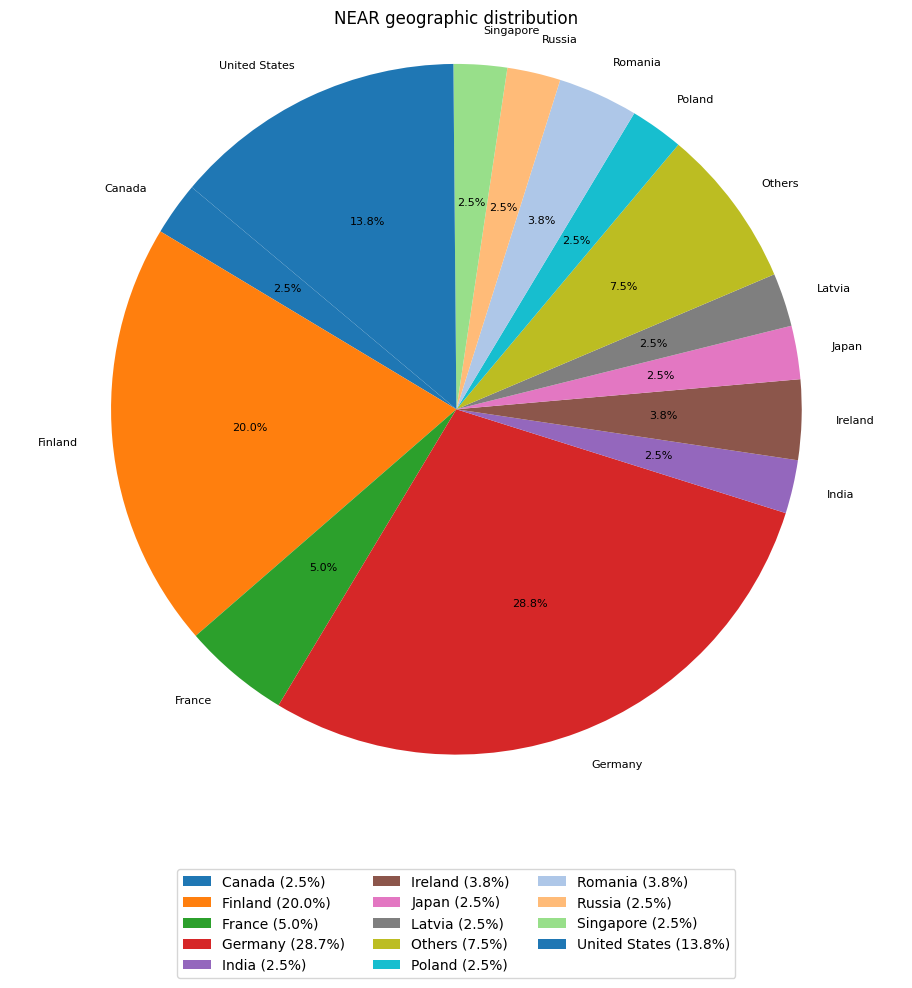 NEAR geographic distribution
Singapore
Russia
United States
Romania
Poland
Canada
Others
2.5%
2.5%
3.8%
13.8%
2.5%
2.5%
7.5%
Latvia
2.5%
Japan
2.5%
3.8%
Ireland
Finland
20.0%
2.5%
India
5.0%
28.8%
France
Germany
Canada (2.5%)
Finland (20.0%)
France (5.0%)
Germany (28.7%)
India (2.5%)
Ireland (3.8%)
Japan (2.5%)
Latvia (2.5%)
Others (7.5%)
Poland (2.5%)
Romania (3.8%)
Russia (2.5%)
Singapore (2.5%)
United States (13.8%)